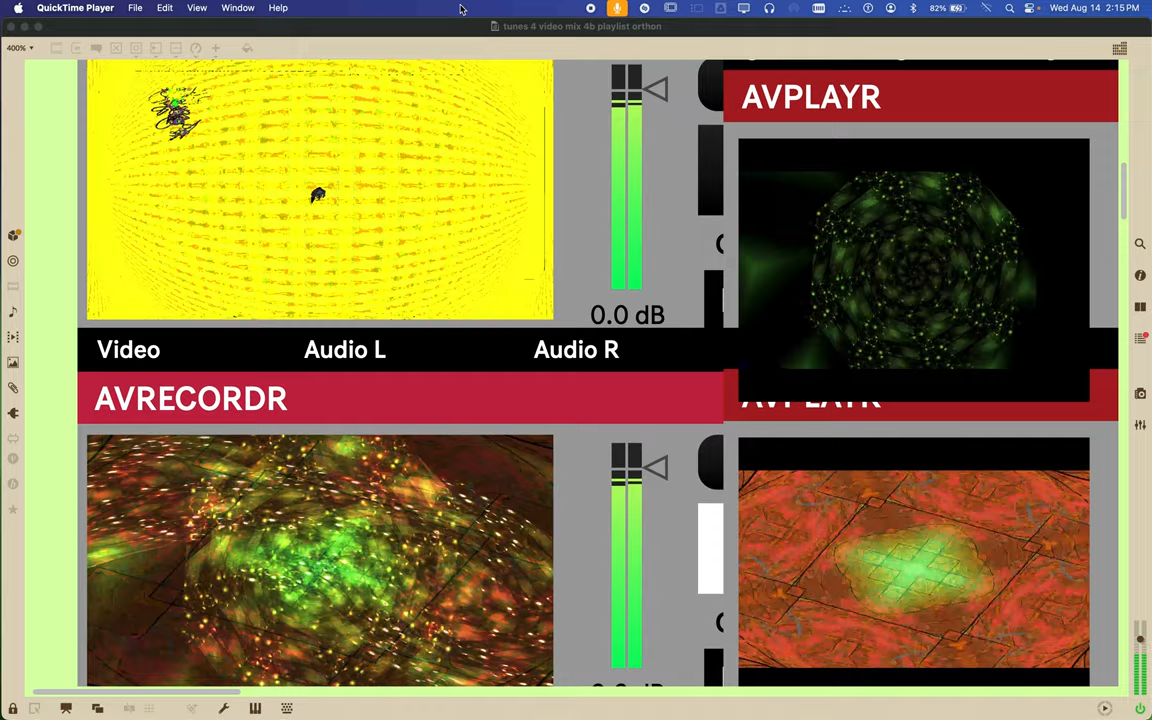 QuickTime Player File Edit View Window Help 82% Wed Aug 14 2:15 PM
tunes 4 video mix 4b playlist orthon
400%
AVPLAYR
0.0 dB
Video Audio L Audio R
AVRECORDR
AVPLAYR